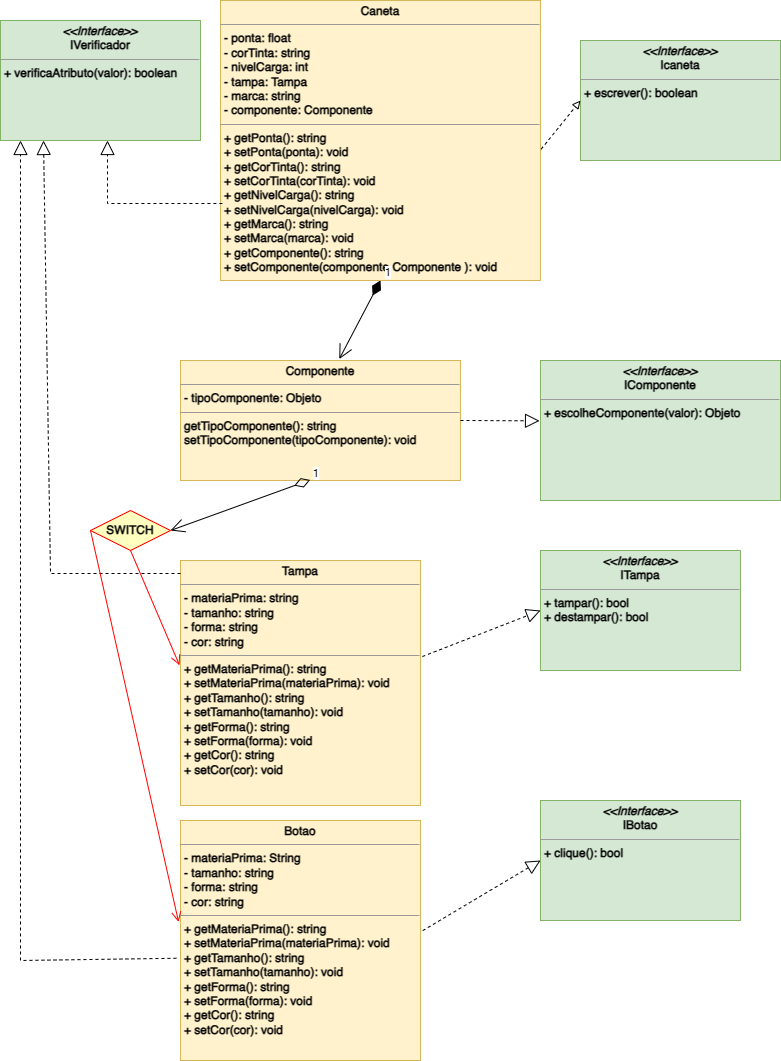 <<Interface>>
IVerificador
+ verificaAtributo(valor): boolean
Caneta
- ponta: float
- corTinta: string
- nivelCarga: int
- tampa: Tampa
- marca: string
- componente: Componente
+ getPonta(): string
+ setPonta(ponta): void
+ getCorTinta(): string
+ setCorTinta(corTinta): void
+ getNivelCarga(): string
+ setNivelCarga(nivelCarga): void
+ getMarca(): string
+ setMarca(marca): void
+ getComponente(): string
+ setComponente(componente Componente ): void
1
<<Interface>>
Icaneta
+ escrever(): boolean
Componente
- tipoComponente: Objeto
getTipoComponente(): string
setTipoComponente(tipoComponente): void
1
<<Interface>>
IComponente
+ escolheComponente(valor): Objeto
SWITCH
Tampa
- materiaPrima: string
- tamanho: string
- forma: string
- cor: string
+ getMateriaPrima(): string
+ setMateriaPrima(materiaPrima): void
+ getTamanho(): string
+ setTamanho(tamanho): void
+ getForma(): string
+ setForma(forma): void
+ getCor(): string
+ setCor(cor): void
<<Interface>>
ITampa
+ tampar(): bool
+ destampar(): bool
Botao
- materiaPrima: String
- tamanho: string
- forma: string
- cor: string
+ getMateriaPrima(): string
+ setMateriaPrima(materiaPrima): void
+ getTamanho(): string
+ setTamanho(tamanho): void
+ getForma(): string
+ setForma(forma): void
+ getCor(): string
+ setCor(cor): void
<<Interface>>
IBotao
+ clique(): bool